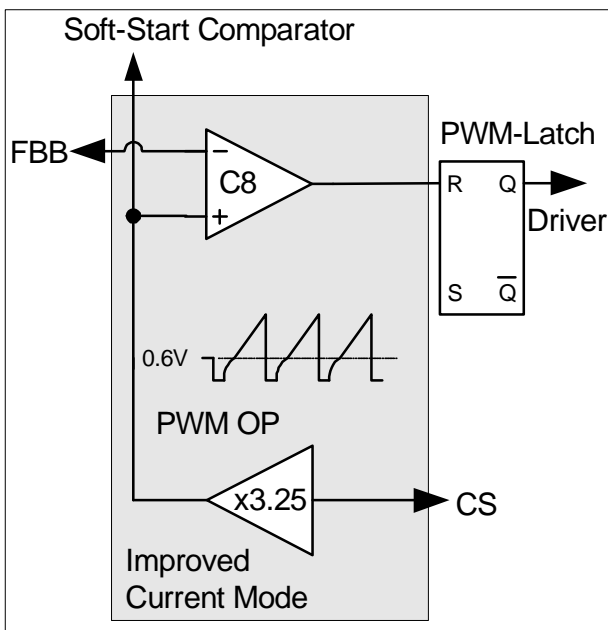 Soft-Start Comparator
FBB
−
C8
+
PWM-Latch
R Q
Driver
S Q̅
0.6V
PWM OP
x3.25
CS
Improved
Current Mode